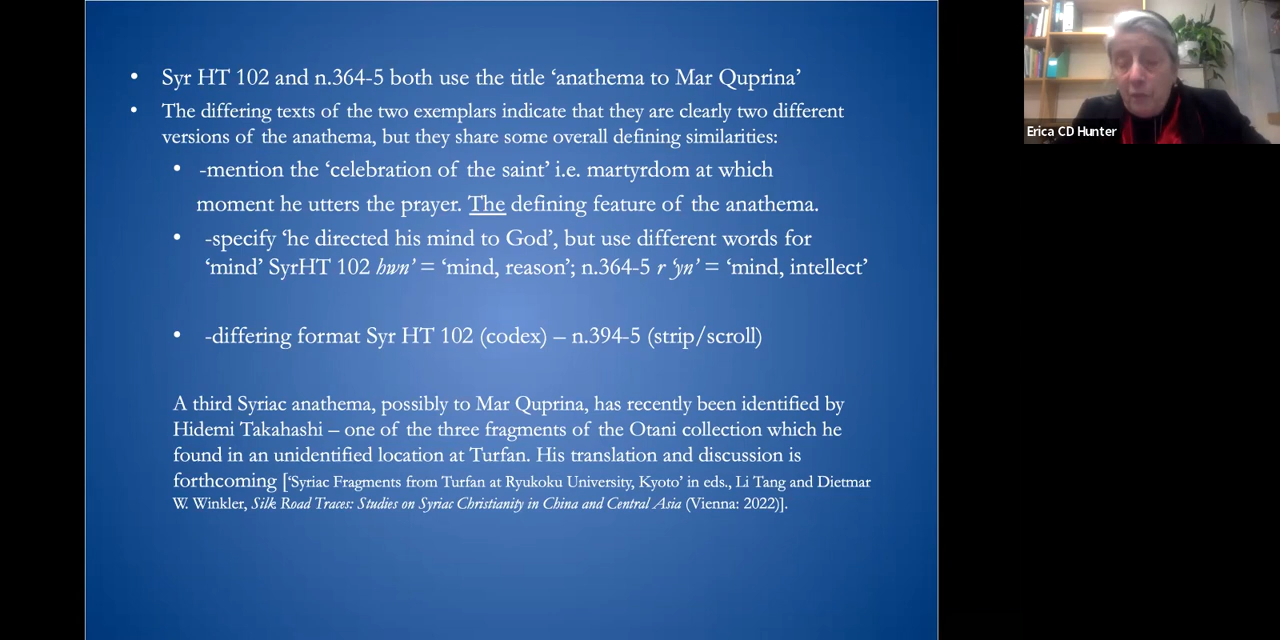 • Syr HT 102 and n.364-5 both use the title ‘anathema to Mar Quprina’
• The differing texts of the two exemplars indicate that they are clearly two different
versions of the anathema, but they share some overall defining similarities:
• -mention the ‘celebration of the saint’ i.e. martyrdom at which
moment he utters the prayer. The defining feature of the anathema.
• -specify ‘he directed his mind to God’, but use different words for
‘mind’ SyrHT 102 hwn’ = ‘mind, reason’; n.364-5 r ‘yn’ = ‘mind, intellect’
• -differing format Syr HT 102 (codex) – n.394-5 (strip/scroll)
A third Syriac anathema, possibly to Mar Quprina, has recently been identified by
Hidemi Takahashi – one of the three fragments of the Otani collection which he
found in an unidentified location at Turfan. His translation and discussion is
forthcoming [‘Syriac Fragments from Turfan at Ryukoku University, Kyoto’ in eds., Li Tang and Dietmar
W. Winkler, Silk Road Traces: Studies on Syriac Christianity in China and Central Asia (Vienna: 2022)].
Erica CD Hunter